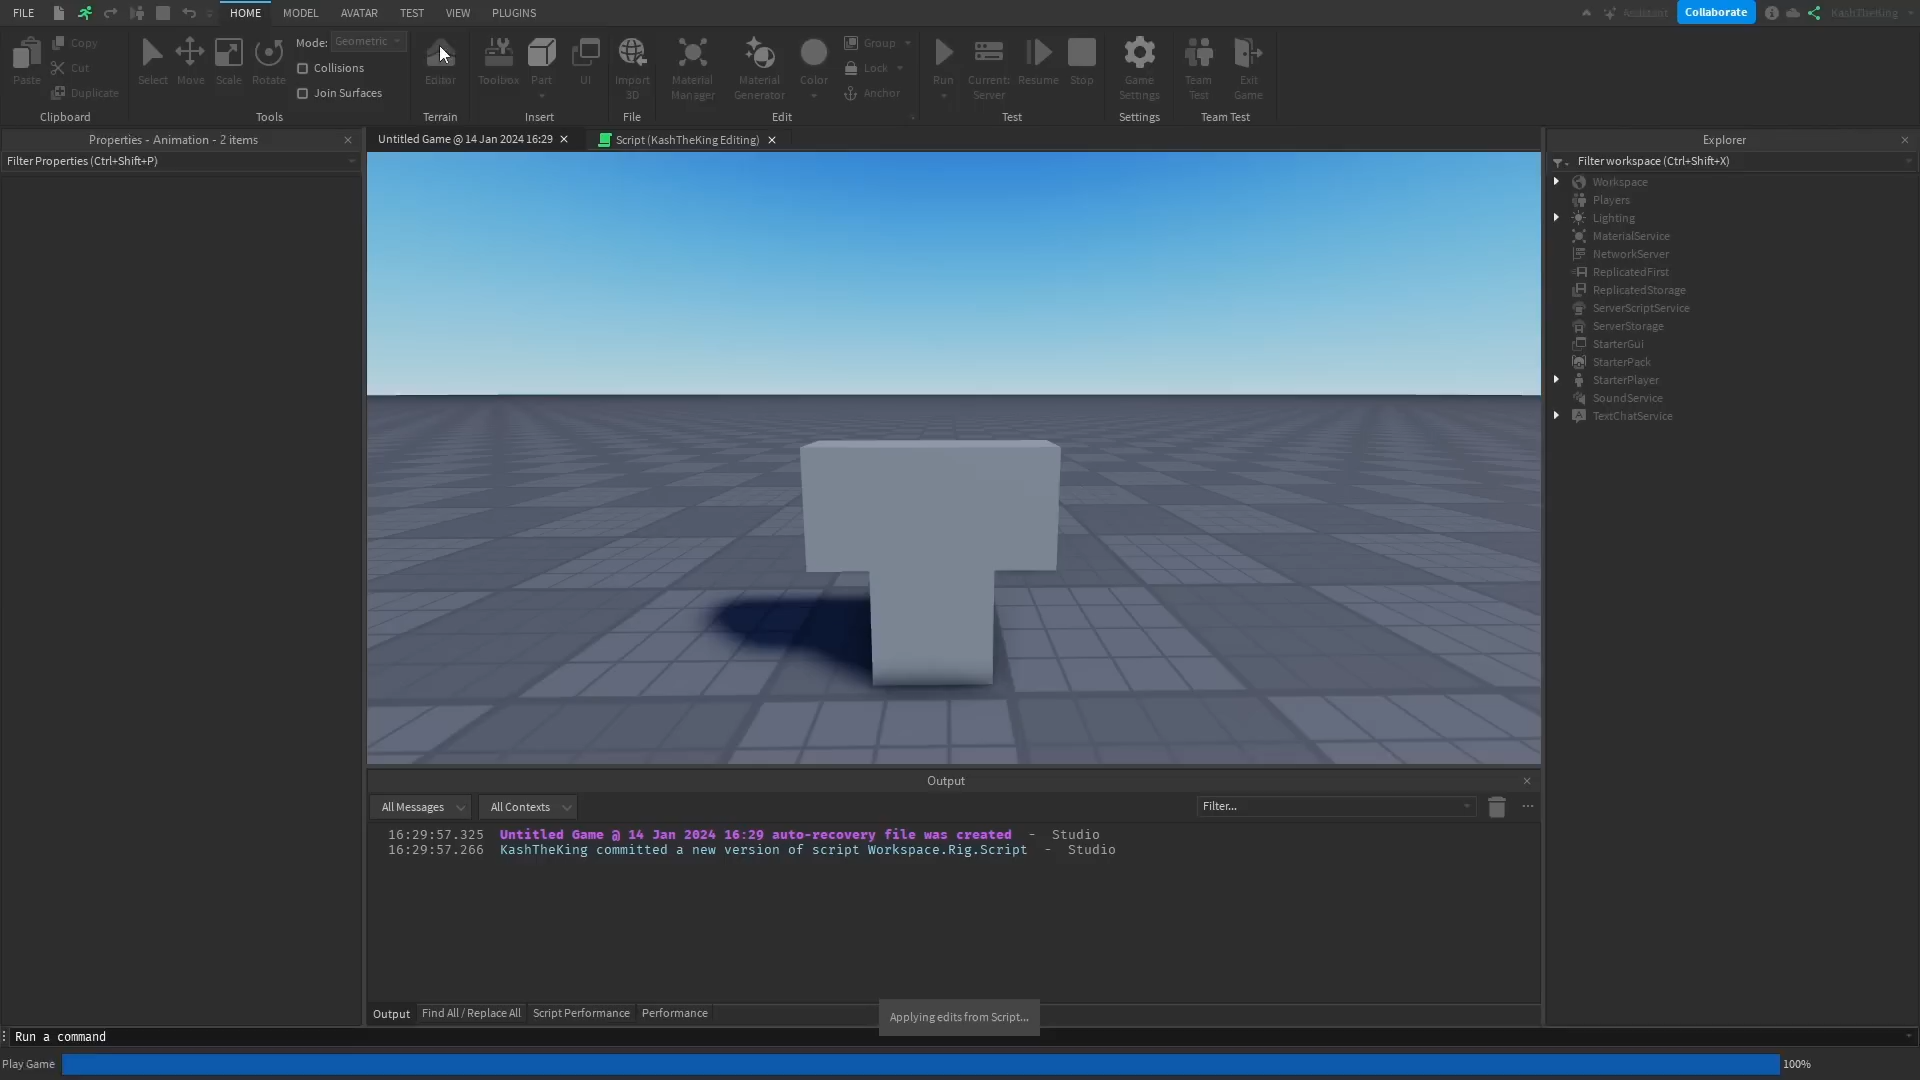 FILE HOME MODEL AVATAR TEST VIEW PLUGINS Assistant Collaborate KashTheKing
Paste Copy Cut Duplicate Clipboard
Select Move Scale Rotate Mode: Geometric Collisions Join Surfaces Tools
Editor Terrain
Toolbox Part UI Insert
Import 3D File
Material Manager Material Generator Color Group Lock Anchor Edit
Run Current: Server Resume Stop Test
Game Settings Settings
Team Test Exit Game Team Test
Properties - Animation - 2 items
Filter Properties (Ctrl+Shift+P)
Untitled Game @ 14 Jan 2024 16:29 Script (KashTheKing Editing)
Explorer
Filter workspace (Ctrl+Shift+X)
Workspace
Players
Lighting
MaterialService
NetworkServer
ReplicatedFirst
ReplicatedStorage
ServerScriptService
ServerStorage
StarterGui
StarterPack
StarterPlayer
SoundService
TextChatService
Output
All Messages All Contexts Filter... ...
16:29:57.325 Untitled Game @ 14 Jan 2024 16:29 auto-recovery file was created - Studio
16:29:57.266 KashTheKing committed a new version of script Workspace.Rig.Script - Studio
Output Find All / Replace All Script Performance Performance
Applying edits from Script...
Run a command
Play Game 100%